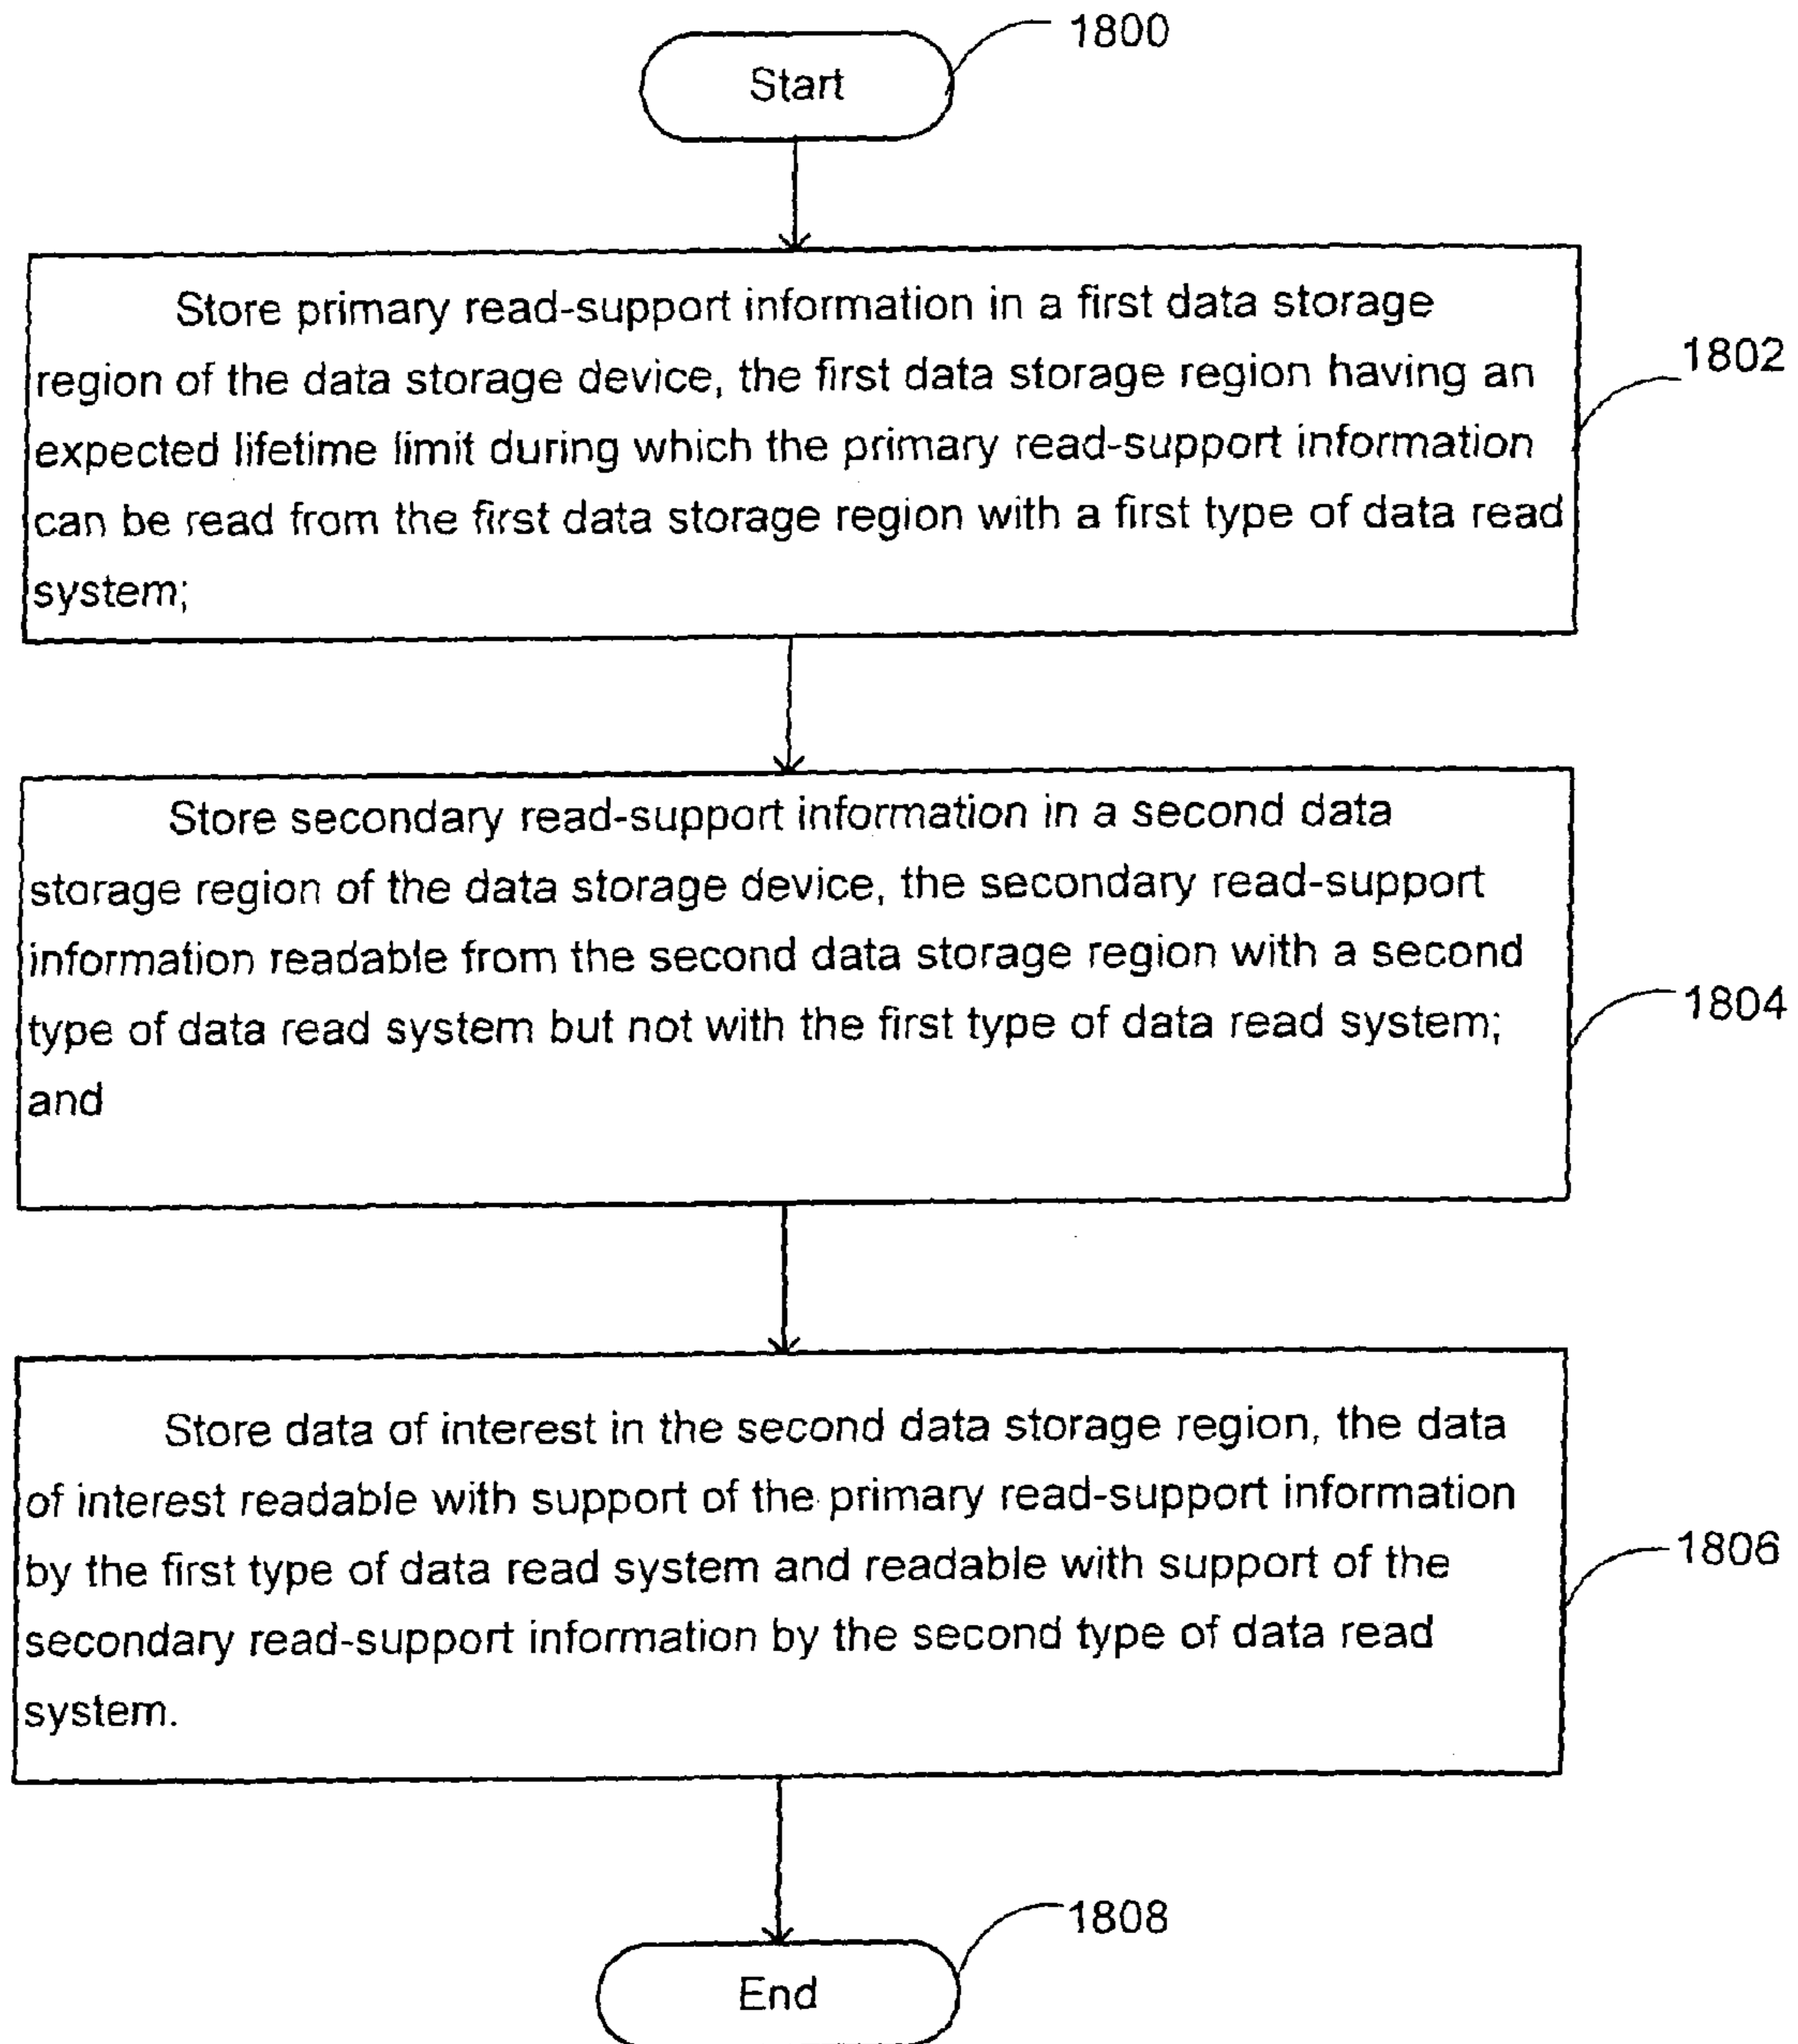 1800
Start
Store primary read-support information in a first data storage
region of the data storage device, the first data storage region having an
expected lifetime limit during which the primary read-support information
can be read from the first data storage region with a first type of data read
system;
1802
Store secondary read-support information in a second data
storage region of the data storage device, the secondary read-support
information readable from the second data storage region with a second
type of data read system but not with the first type of data read system;
and
1804
Store data of interest in the second data storage region, the data
of interest readable with support of the primary read-support information
by the first type of data read system and readable with support of the
secondary read-support information by the second type of data read
system.
1806
1808
End